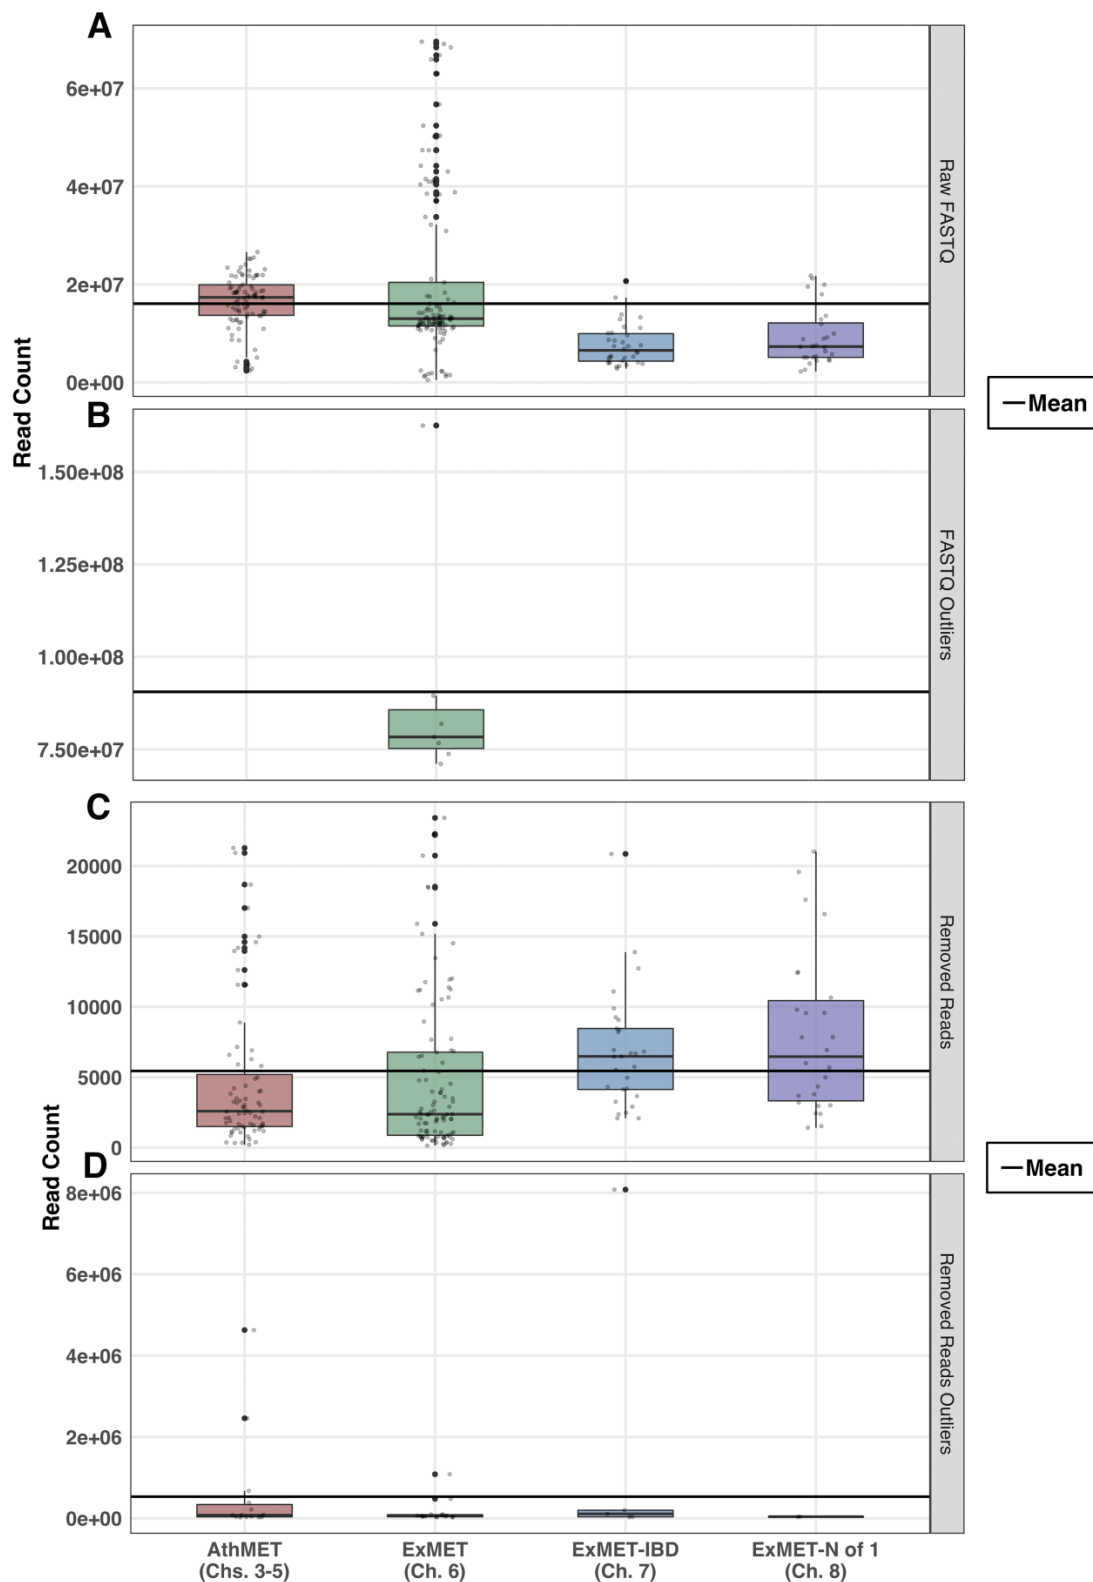 A
6e+07
4e+07
2e+07
0e+00
Raw FASTQ
Read Count
Mean
B
1.50e+08
1.25e+08
1.00e+08
7.50e+07
FASTQ Outliers
C
20000
15000
10000
5000
0
Removed Reads
Read Count
Mean
D
8e+06
6e+06
4e+06
2e+06
0e+00
Removed Reads Outliers
AthMET
(Chs. 3-5)
ExMET
(Ch. 6)
ExMET-IBD
(Ch. 7)
ExMET-N of 1
(Ch. 8)